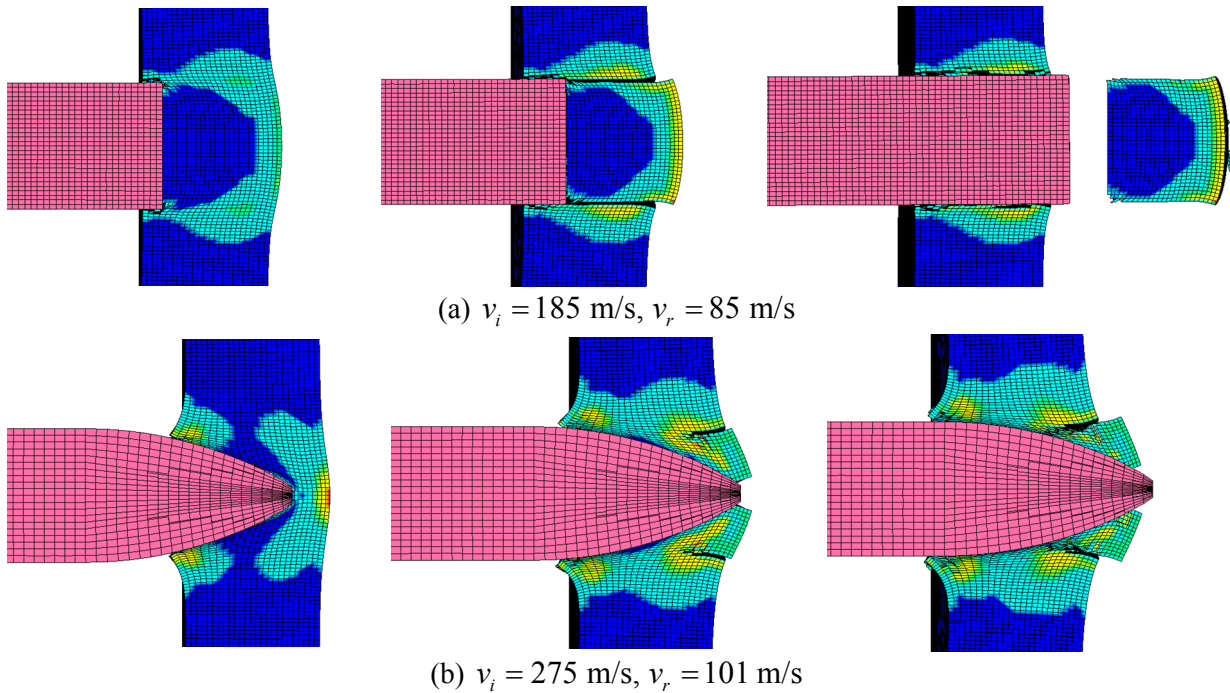 (a) v_i = 185 m/s, v_r = 85 m/s
(b) v_i = 275 m/s, v_r = 101 m/s